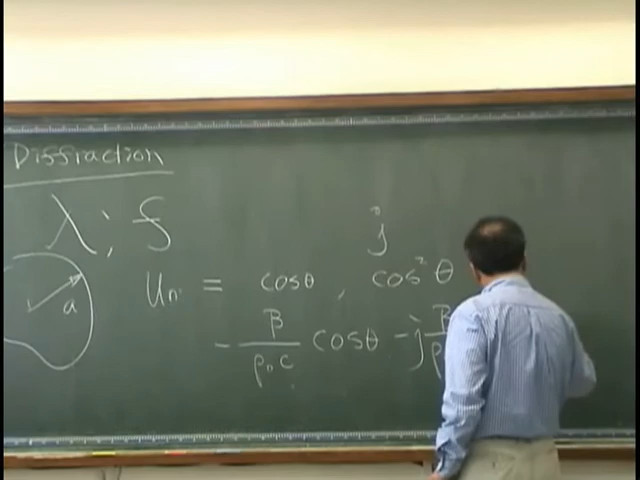 Diffraction
λ; f
j
a
Un = cosθ, cos²θ
- B/ρ₀c cosθ - j B/ρ